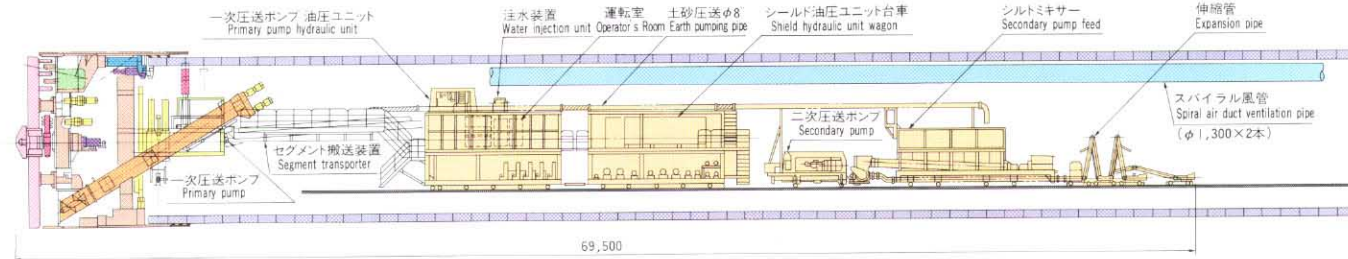 一次圧送ポンプ 油圧ユニット
Primary pump hydraulic unit
注水装置
Water injection unit
運転室
Operator's Room
土砂圧送φ8
Earth pumping pipe
シールド油圧ユニット台車
Shield hydraulic unit wagon
シルトミキサー
Secondary pump feed
伸縮管
Expansion pipe
スパイラル風管
Spiral air duct ventilation pipe
(φ1,300×2本)
二次圧送ポンプ
Secondary pump
セグメント搬送装置
Segment transporter
一次圧送ポンプ
Primary pump
69,500